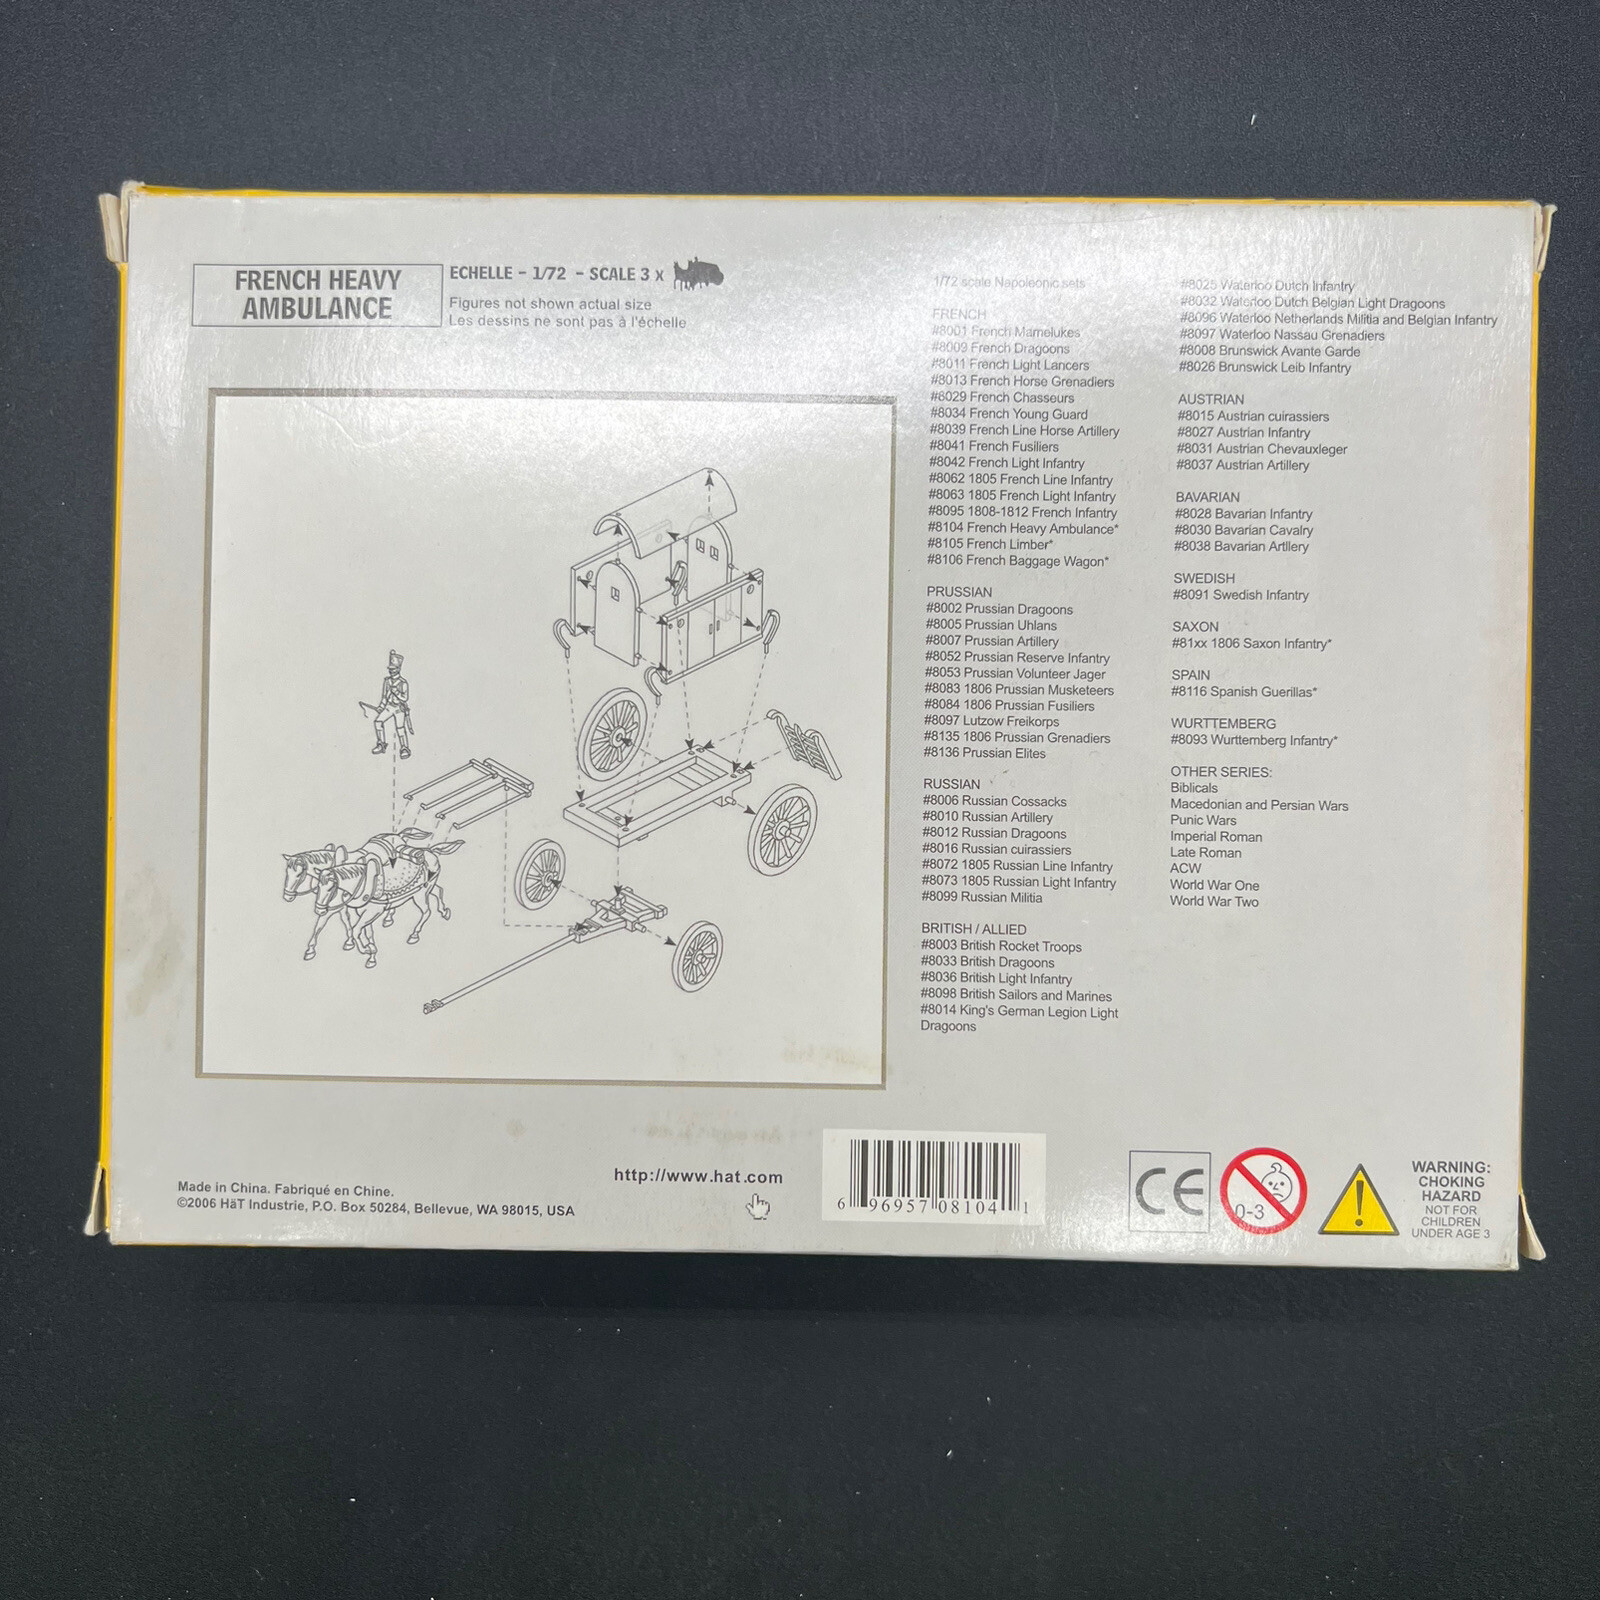 FRENCH HEAVY
AMBULANCE
ECHELLE - 1/72 - SCALE 3 x
Figures not shown actual size
Les dessins ne sont pas à l'échelle
1/72 scale Napoleonic sets
FRENCH
#8001 French Mamelukes
#8009 French Dragoons
#8011 French Light Lancers
#8013 French Horse Grenadiers
#8029 French Chasseurs
#8034 French Young Guard
#8039 French Line Horse Artillery
#8041 French Fusiliers
#8042 French Light Infantry
#8062 1805 French Line Infantry
#8063 1805 French Light Infantry
#8095 1808-1812 French Infantry
#8104 French Heavy Ambulance*
#8105 French Limber*
#8106 French Baggage Wagon*
PRUSSIAN
#8002 Prussian Dragoons
#8005 Prussian Uhlans
#8007 Prussian Artillery
#8052 Prussian Reserve Infantry
#8053 Prussian Volunteer Jager
#8083 1806 Prussian Musketeers
#8084 1806 Prussian Fusiliers
#8097 Lutzow Freikorps
#8135 1806 Prussian Grenadiers
#8136 Prussian Elites
RUSSIAN
#8006 Russian Cossacks
#8010 Russian Artillery
#8012 Russian Dragoons
#8016 Russian cuirassiers
#8072 1805 Russian Line Infantry
#8073 1805 Russian Light Infantry
#8099 Russian Militia
BRITISH / ALLIED
#8003 British Rocket Troops
#8033 British Dragoons
#8036 British Light Infantry
#8098 British Sailors and Marines
#8014 King's German Legion Light
Dragoons
#8025 Waterloo Dutch Infantry
#8032 Waterloo Dutch Belgian Light Dragoons
#8096 Waterloo Netherlands Militia and Belgian Infantry
#8097 Waterloo Nassau Grenadiers
#8008 Brunswick Avante Garde
#8026 Brunswick Leib Infantry
AUSTRIAN
#8015 Austrian cuirassiers
#8027 Austrian Infantry
#8031 Austrian Chevauxleger
#8037 Austrian Artillery
BAVARIAN
#8028 Bavarian Infantry
#8030 Bavarian Cavalry
#8038 Bavarian Artllery
SWEDISH
#8091 Swedish Infantry
SAXON
#81xx 1806 Saxon Infantry*
SPAIN
#8116 Spanish Guerillas*
WURTTEMBERG
#8093 Wurttemberg Infantry*
OTHER SERIES:
Biblicals
Macedonian and Persian Wars
Punic Wars
Imperial Roman
Late Roman
ACW
World War One
World War Two
Made in China. Fabriqué en Chine.
©2006 HäT Industrie, P.O. Box 50284, Bellevue, WA 98015, USA
http://www.hat.com
6 96957 08104 1
CE
0-3
!
WARNING:
CHOKING
HAZARD
NOT FOR
CHILDREN
UNDER AGE 3